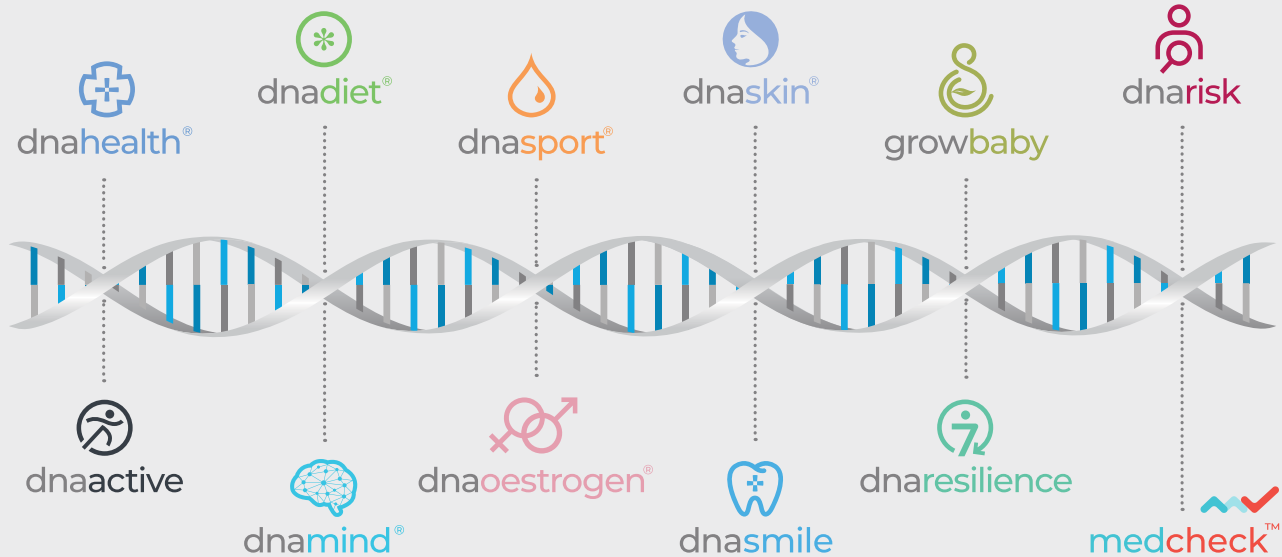 dnahealth®
dnadiet®
dnasport®
dnaskin®
growbaby
dnarisk
dnaactive
dnamind®
dnaoestrogen®
dnasmile
dnaresilience
medcheck™